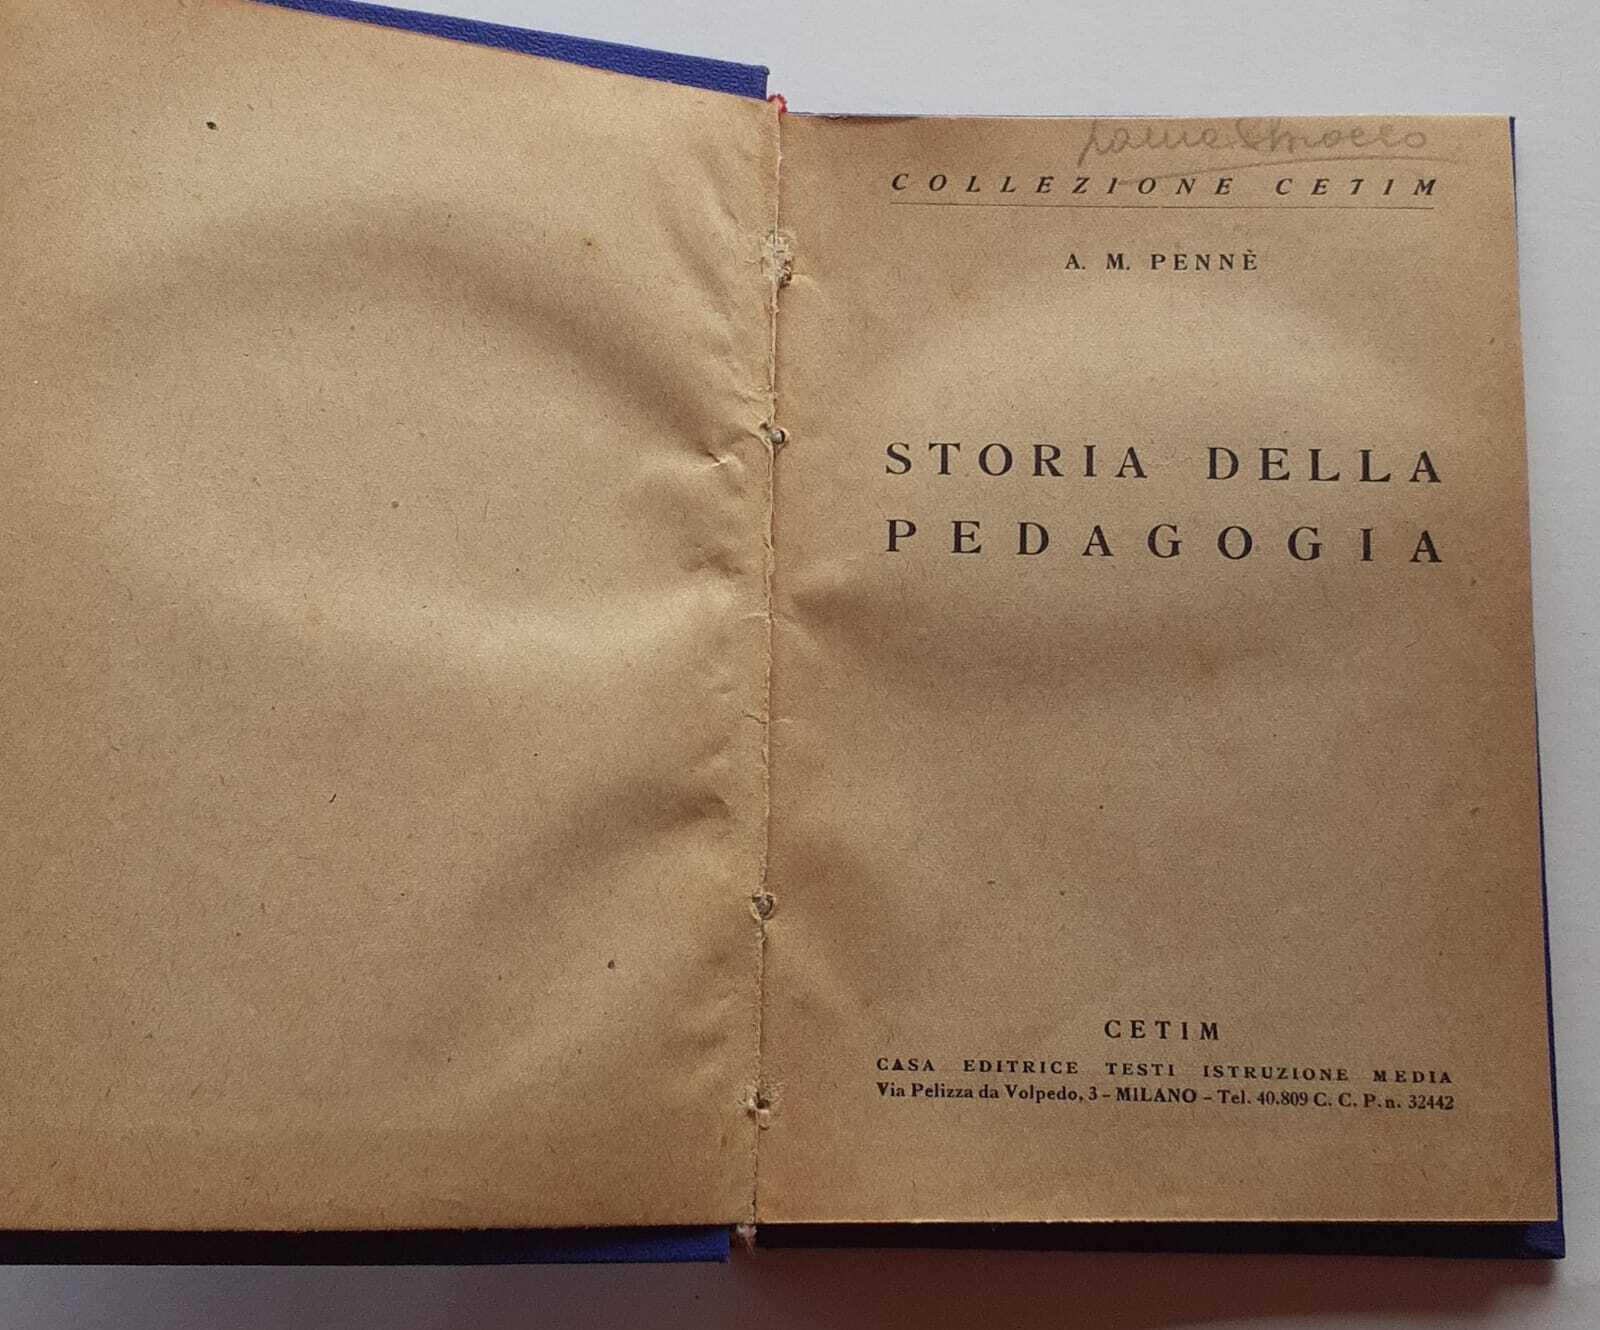 COLLEZIONE CETIM
A. M. PENNÈ
STORIA DELLA
PEDAGOGIA
CETIM
CASA EDITRICE TESTI ISTRUZIONE MEDIA
Via Pelizza da Volpedo, 3 - MILANO - Tel. 40.809 C. C. P. n. 32442